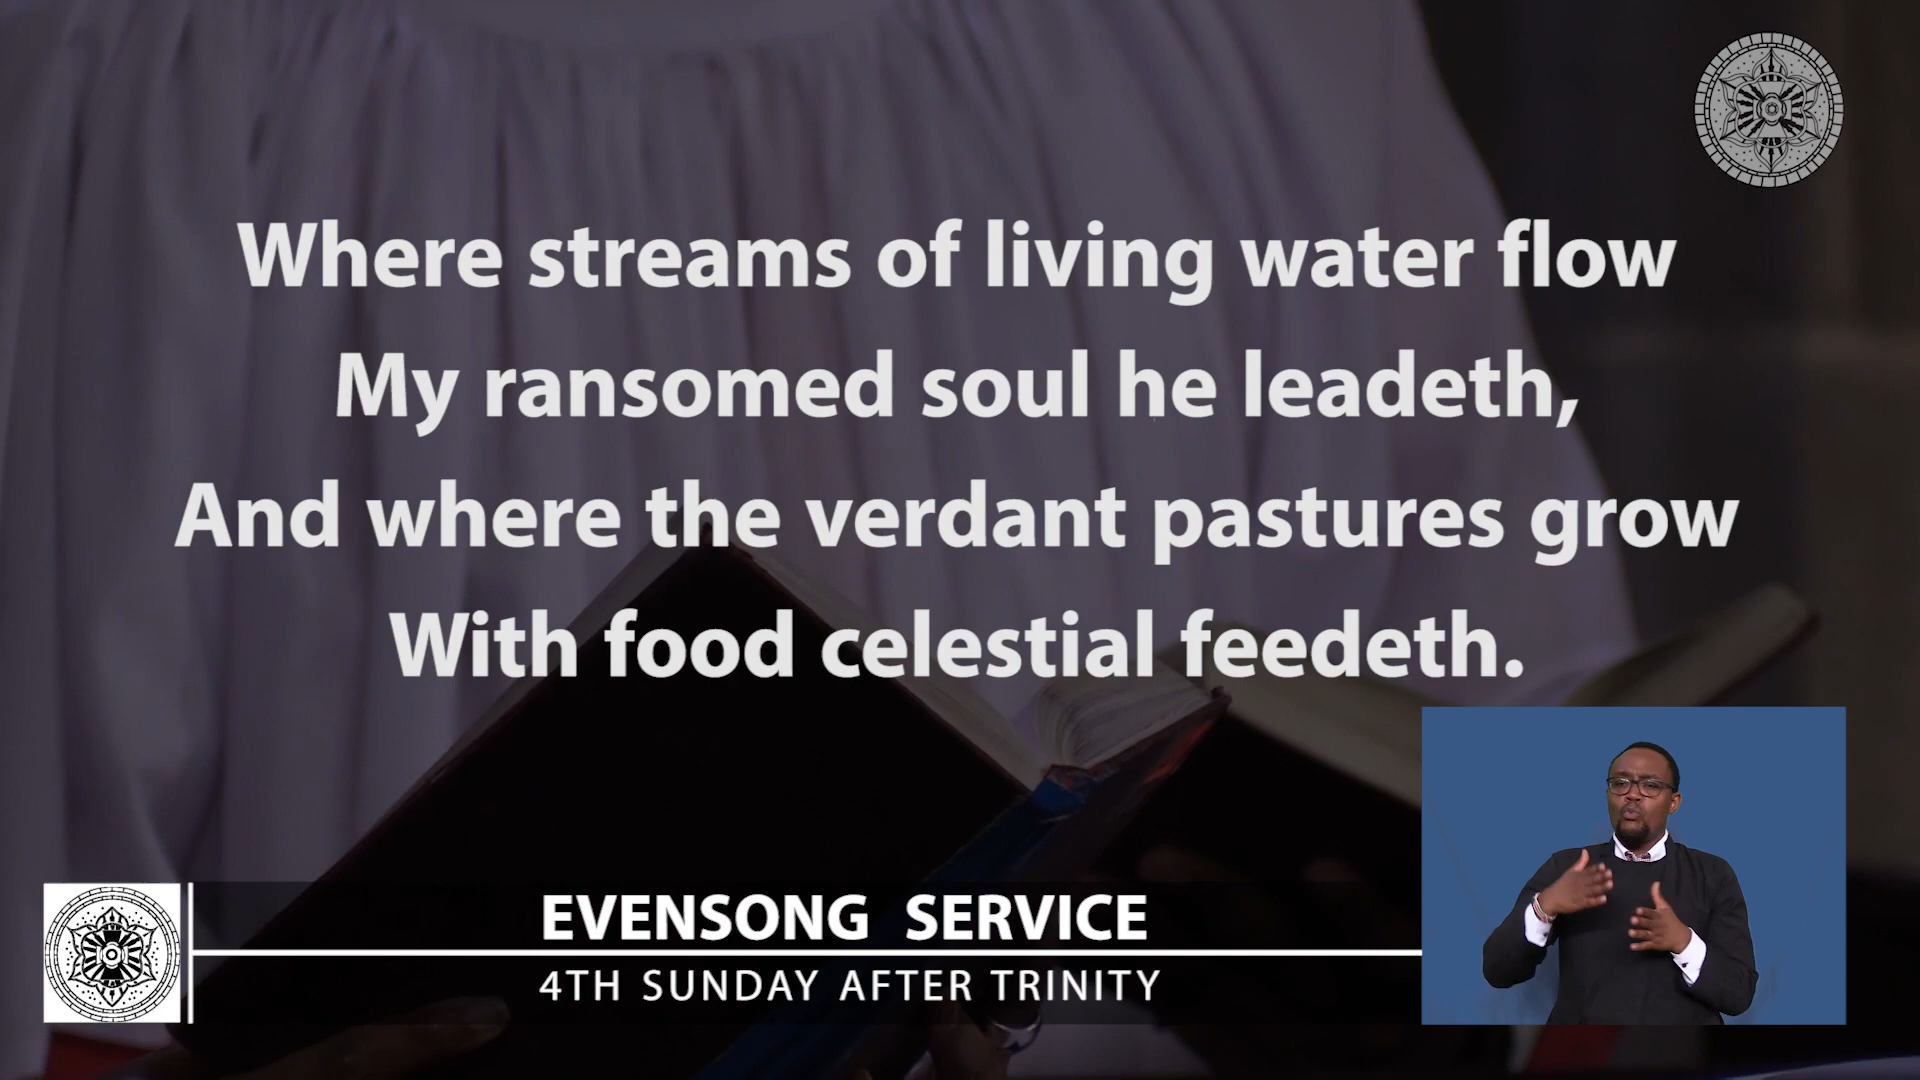 Where streams of living water flow
My ransomed soul he leadeth,
And where the verdant pastures grow
With food celestial feedeth.
EVENSONG SERVICE
4TH SUNDAY AFTER TRINITY